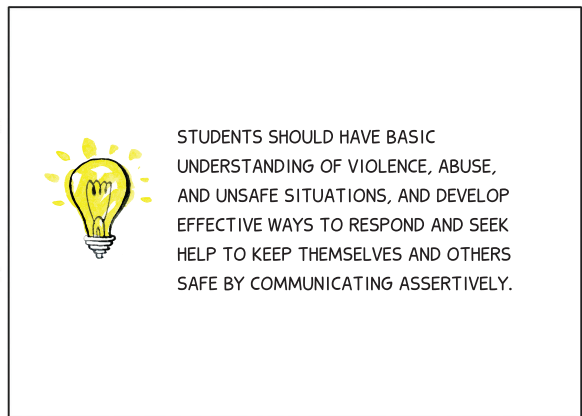 STUDENTS SHOULD HAVE BASIC
UNDERSTANDING OF VIOLENCE, ABUSE,
AND UNSAFE SITUATIONS, AND DEVELOP
EFFECTIVE WAYS TO RESPOND AND SEEK
HELP TO KEEP THEMSELVES AND OTHERS
SAFE BY COMMUNICATING ASSERTIVELY.